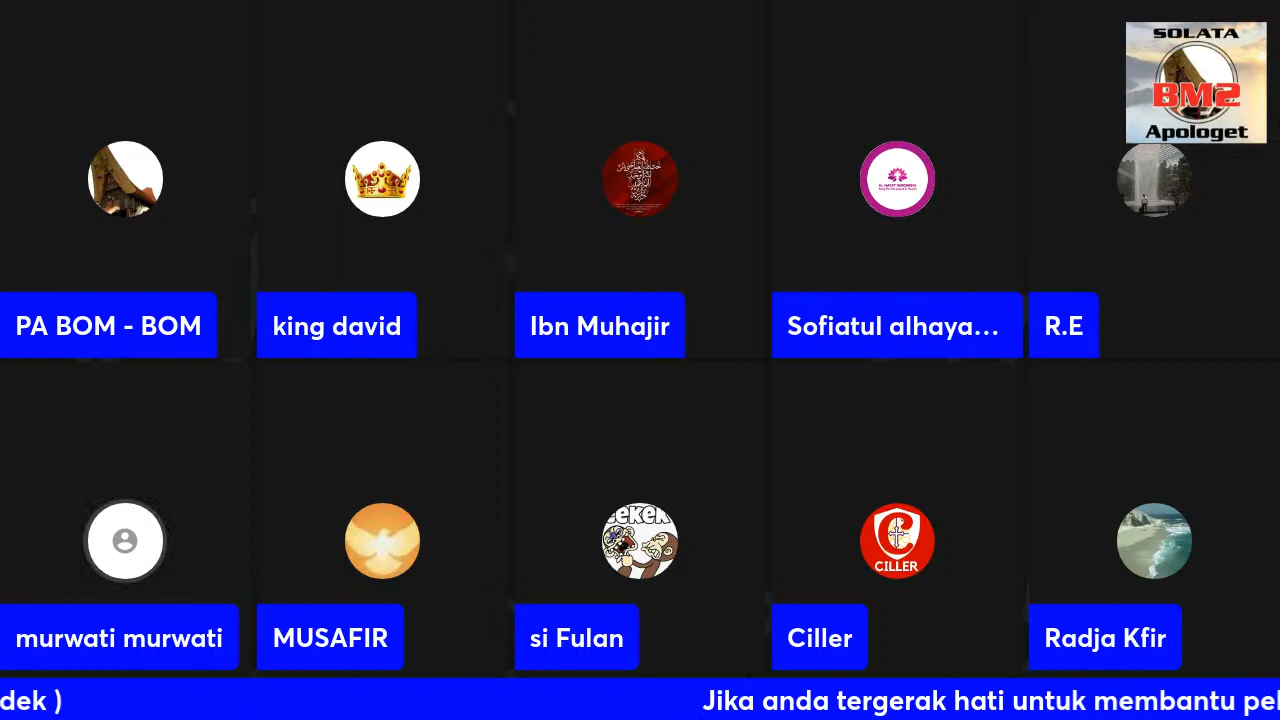 SOLATA
BM2
Apologet
PA BOM - BOM
king david
Ibn Muhajir
Sofiatul alhaya...
R.E
CILLER
murwati murwati
MUSAFIR
si Fulan
Ciller
Radja Kfir
dek )
Jika anda tergerak hati untuk membantu pel